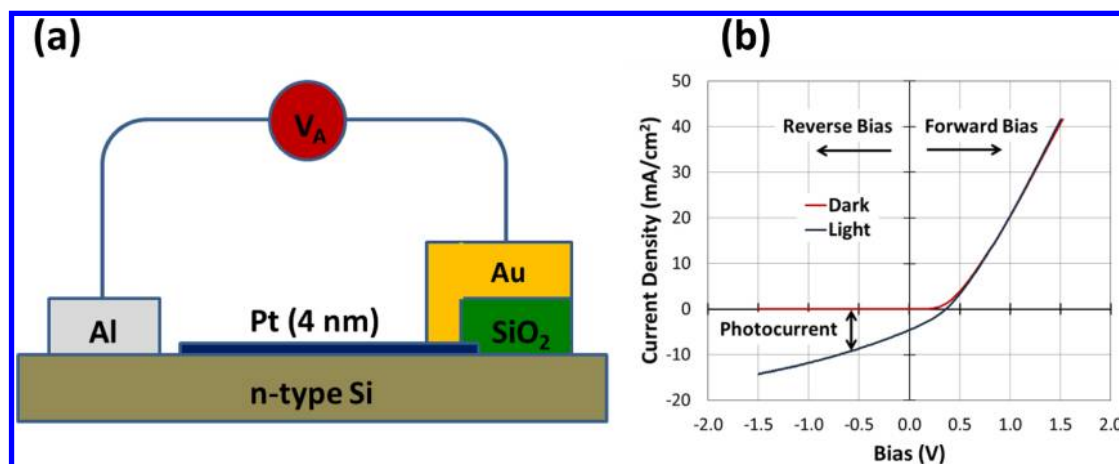 (a)
V_A
Al
Pt (4 nm)
Au
SiO₂
n-type Si
(b)
Current Density (mA/cm²)
50
40
30
20
10
0
-10
-20
Reverse Bias
Forward Bias
Dark
Light
Photocurrent
-2.0 -1.5 -1.0 -0.5 0.0 0.5 1.0 1.5 2.0
Bias (V)